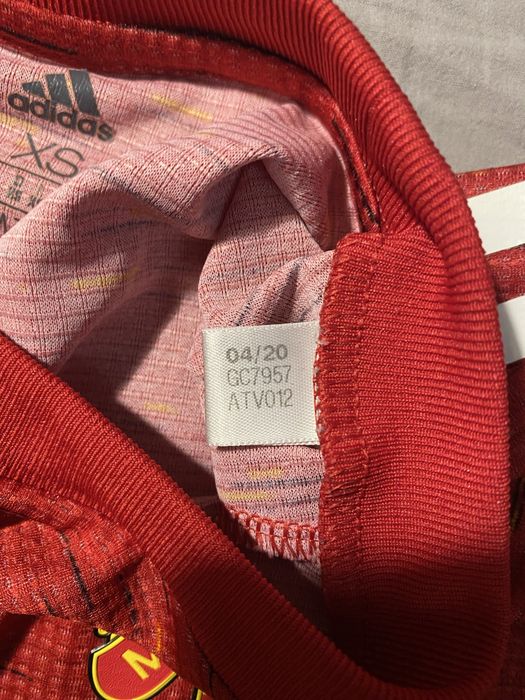 adidas
XS
04/20
GC7957
ATV012
M